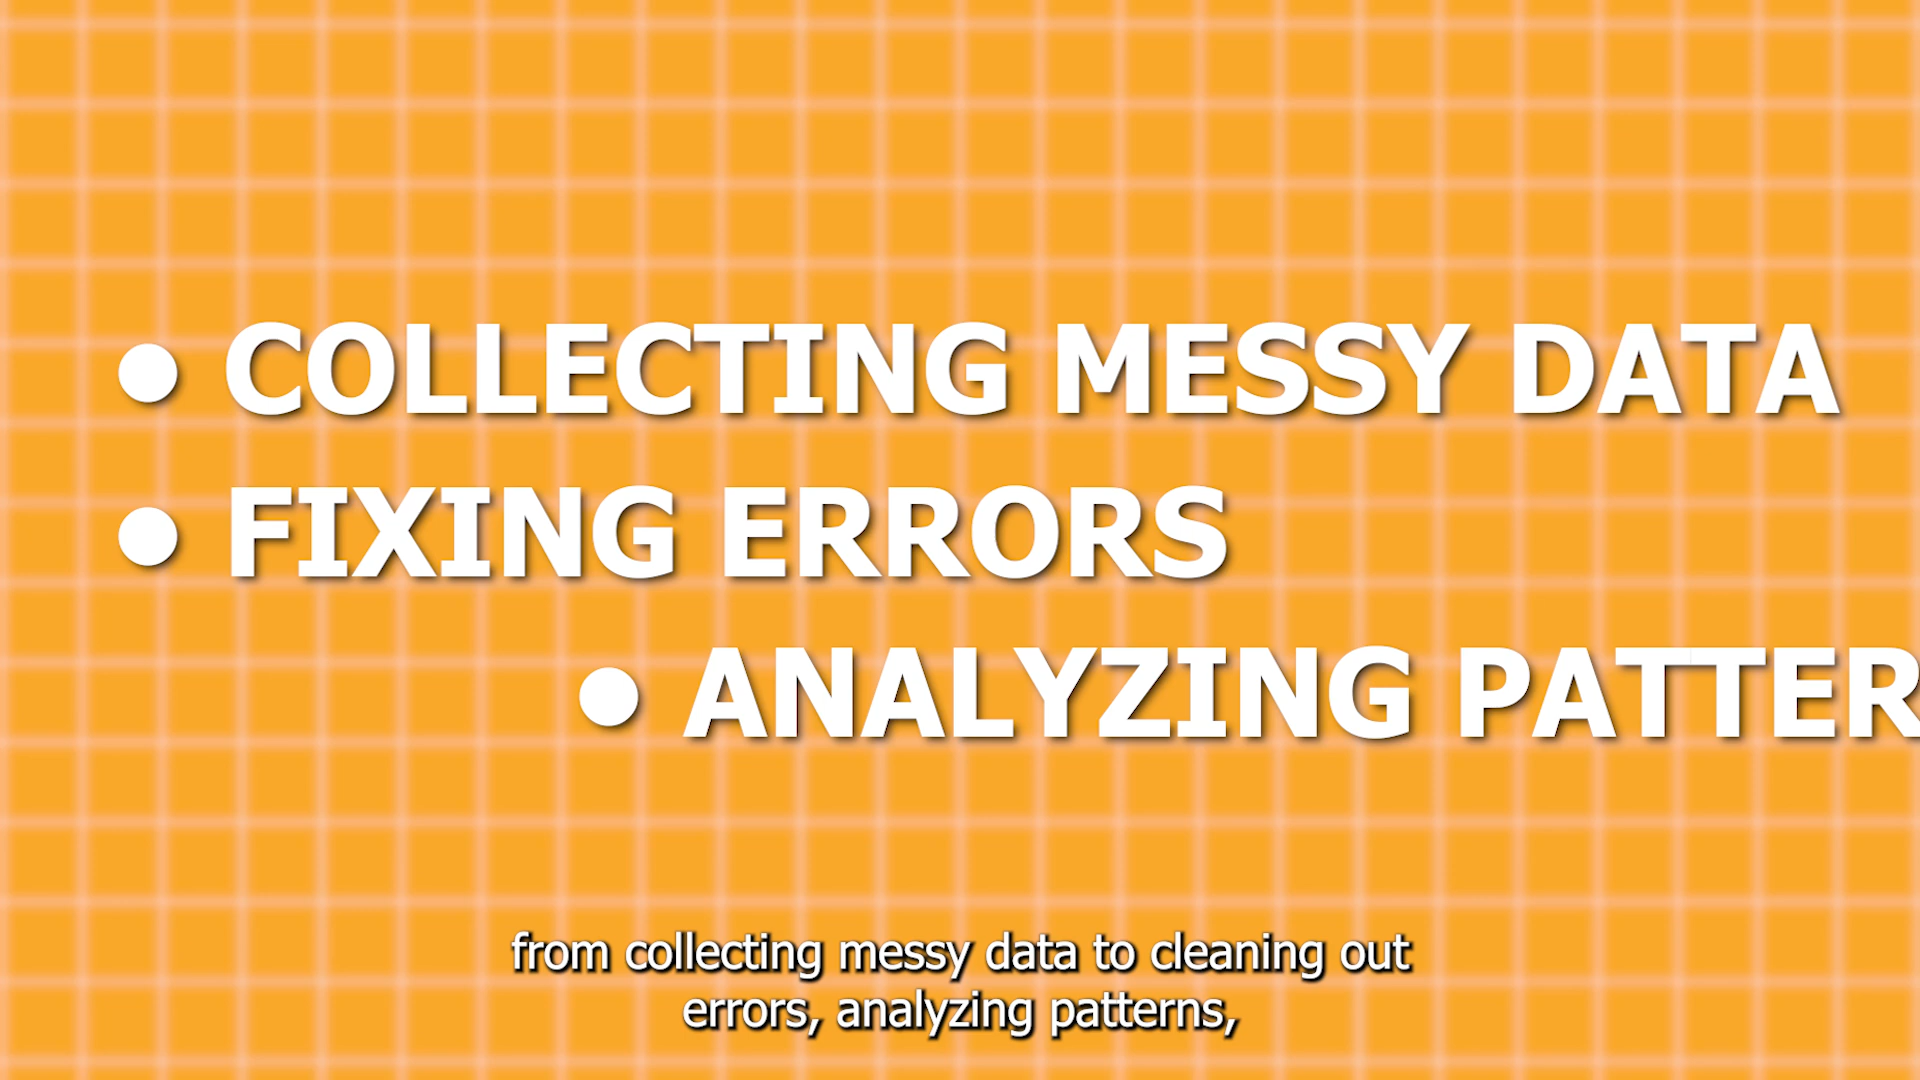 • COLLECTING MESSY DATA
• FIXING ERRORS
• ANALYZING PATTER
from collecting messy data to cleaning out
errors, analyzing patterns,